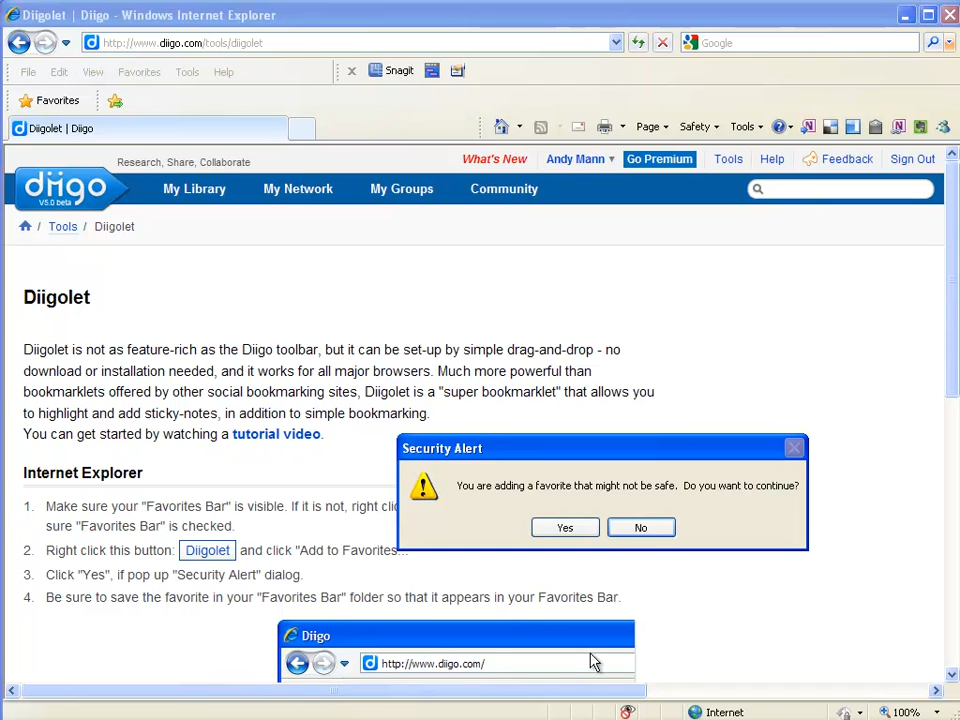 Diigolet | Diigo - Windows Internet Explorer
http://www.diigo.com/tools/diigolet
Google
File Edit View Favorites Tools Help
Snagit
Favorites
Diigolet | Diigo
Page Safety Tools
Research, Share, Collaborate
What's New Andy Mann Go Premium Tools Help Feedback Sign Out
diigo
V5.0 beta
My Library My Network My Groups Community
/ Tools / Diigolet
Diigolet
Diigolet is not as feature-rich as the Diigo toolbar, but it can be set-up by simple drag-and-drop - no
download or installation needed, and it works for all major browsers. Much more powerful than
bookmarklets offered by other social bookmarking sites, Diigolet is a "super bookmarklet" that allows you
to highlight and add sticky-notes, in addition to simple bookmarking.
You can get started by watching a tutorial video.
Security Alert
You are adding a favorite that might not be safe. Do you want to continue?
Yes No
Internet Explorer
1. Make sure your "Favorites Bar" is visible. If it is not, right clic
sure "Favorites Bar" is checked.
2. Right click this button: Diigolet and click "Add to Favorites...
3. Click "Yes", if pop up "Security Alert" dialog.
4. Be sure to save the favorite in your "Favorites Bar" folder so that it appears in your Favorites Bar.
Diigo
http://www.diigo.com/
Internet 100%